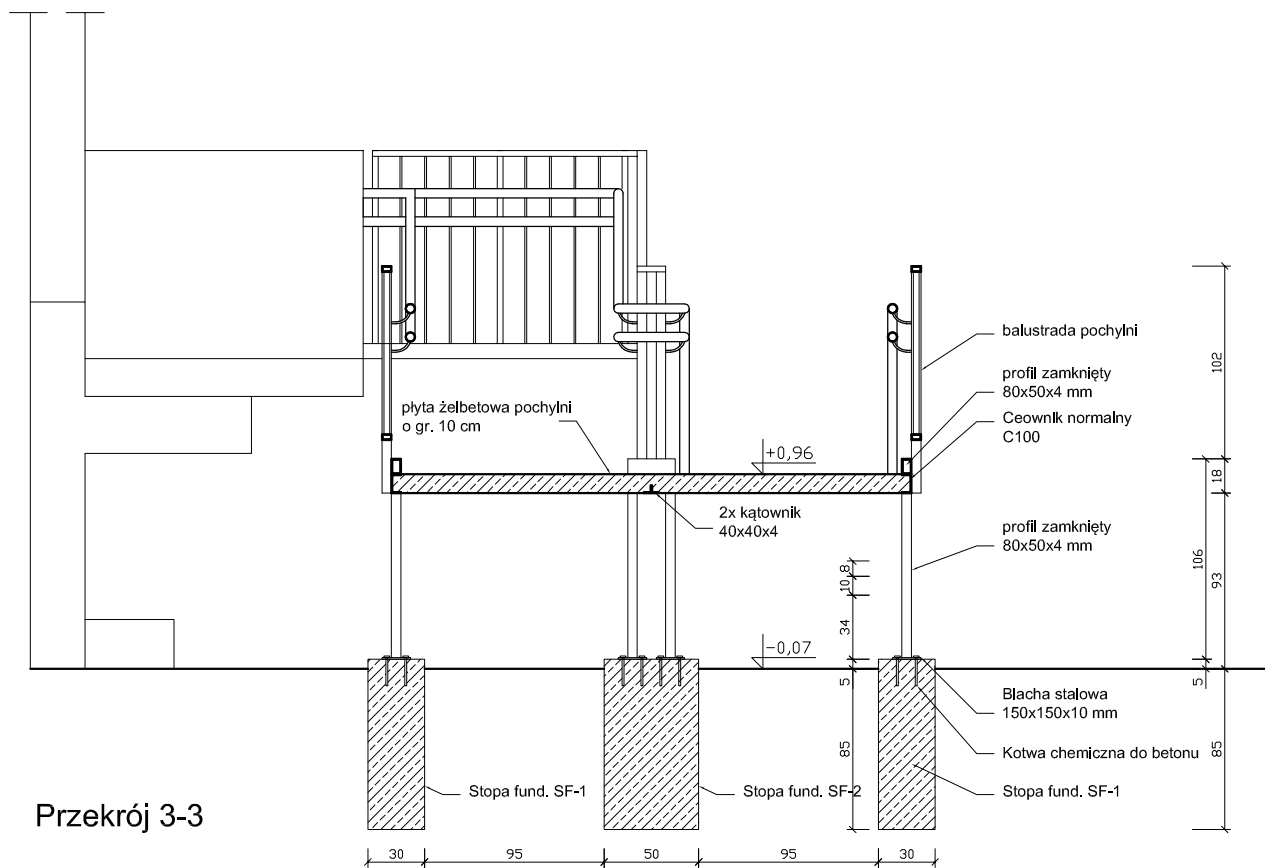 balustrada pochylni
profil zamknięty
80x50x4 mm
Ceownik normalny
C100
płyta żelbetowa pochylni
o gr. 10 cm
+0,96
2x kątownik
40x40x4
profil zamknięty
80x50x4 mm
102
18
106
93
8
10
34
-0,07
5
5
85
85
Blacha stalowa
150x150x10 mm
Kotwa chemiczna do betonu
Stopa fund. SF-1
Stopa fund. SF-2
Stopa fund. SF-1
Przekrój 3-3
30
95
50
95
30